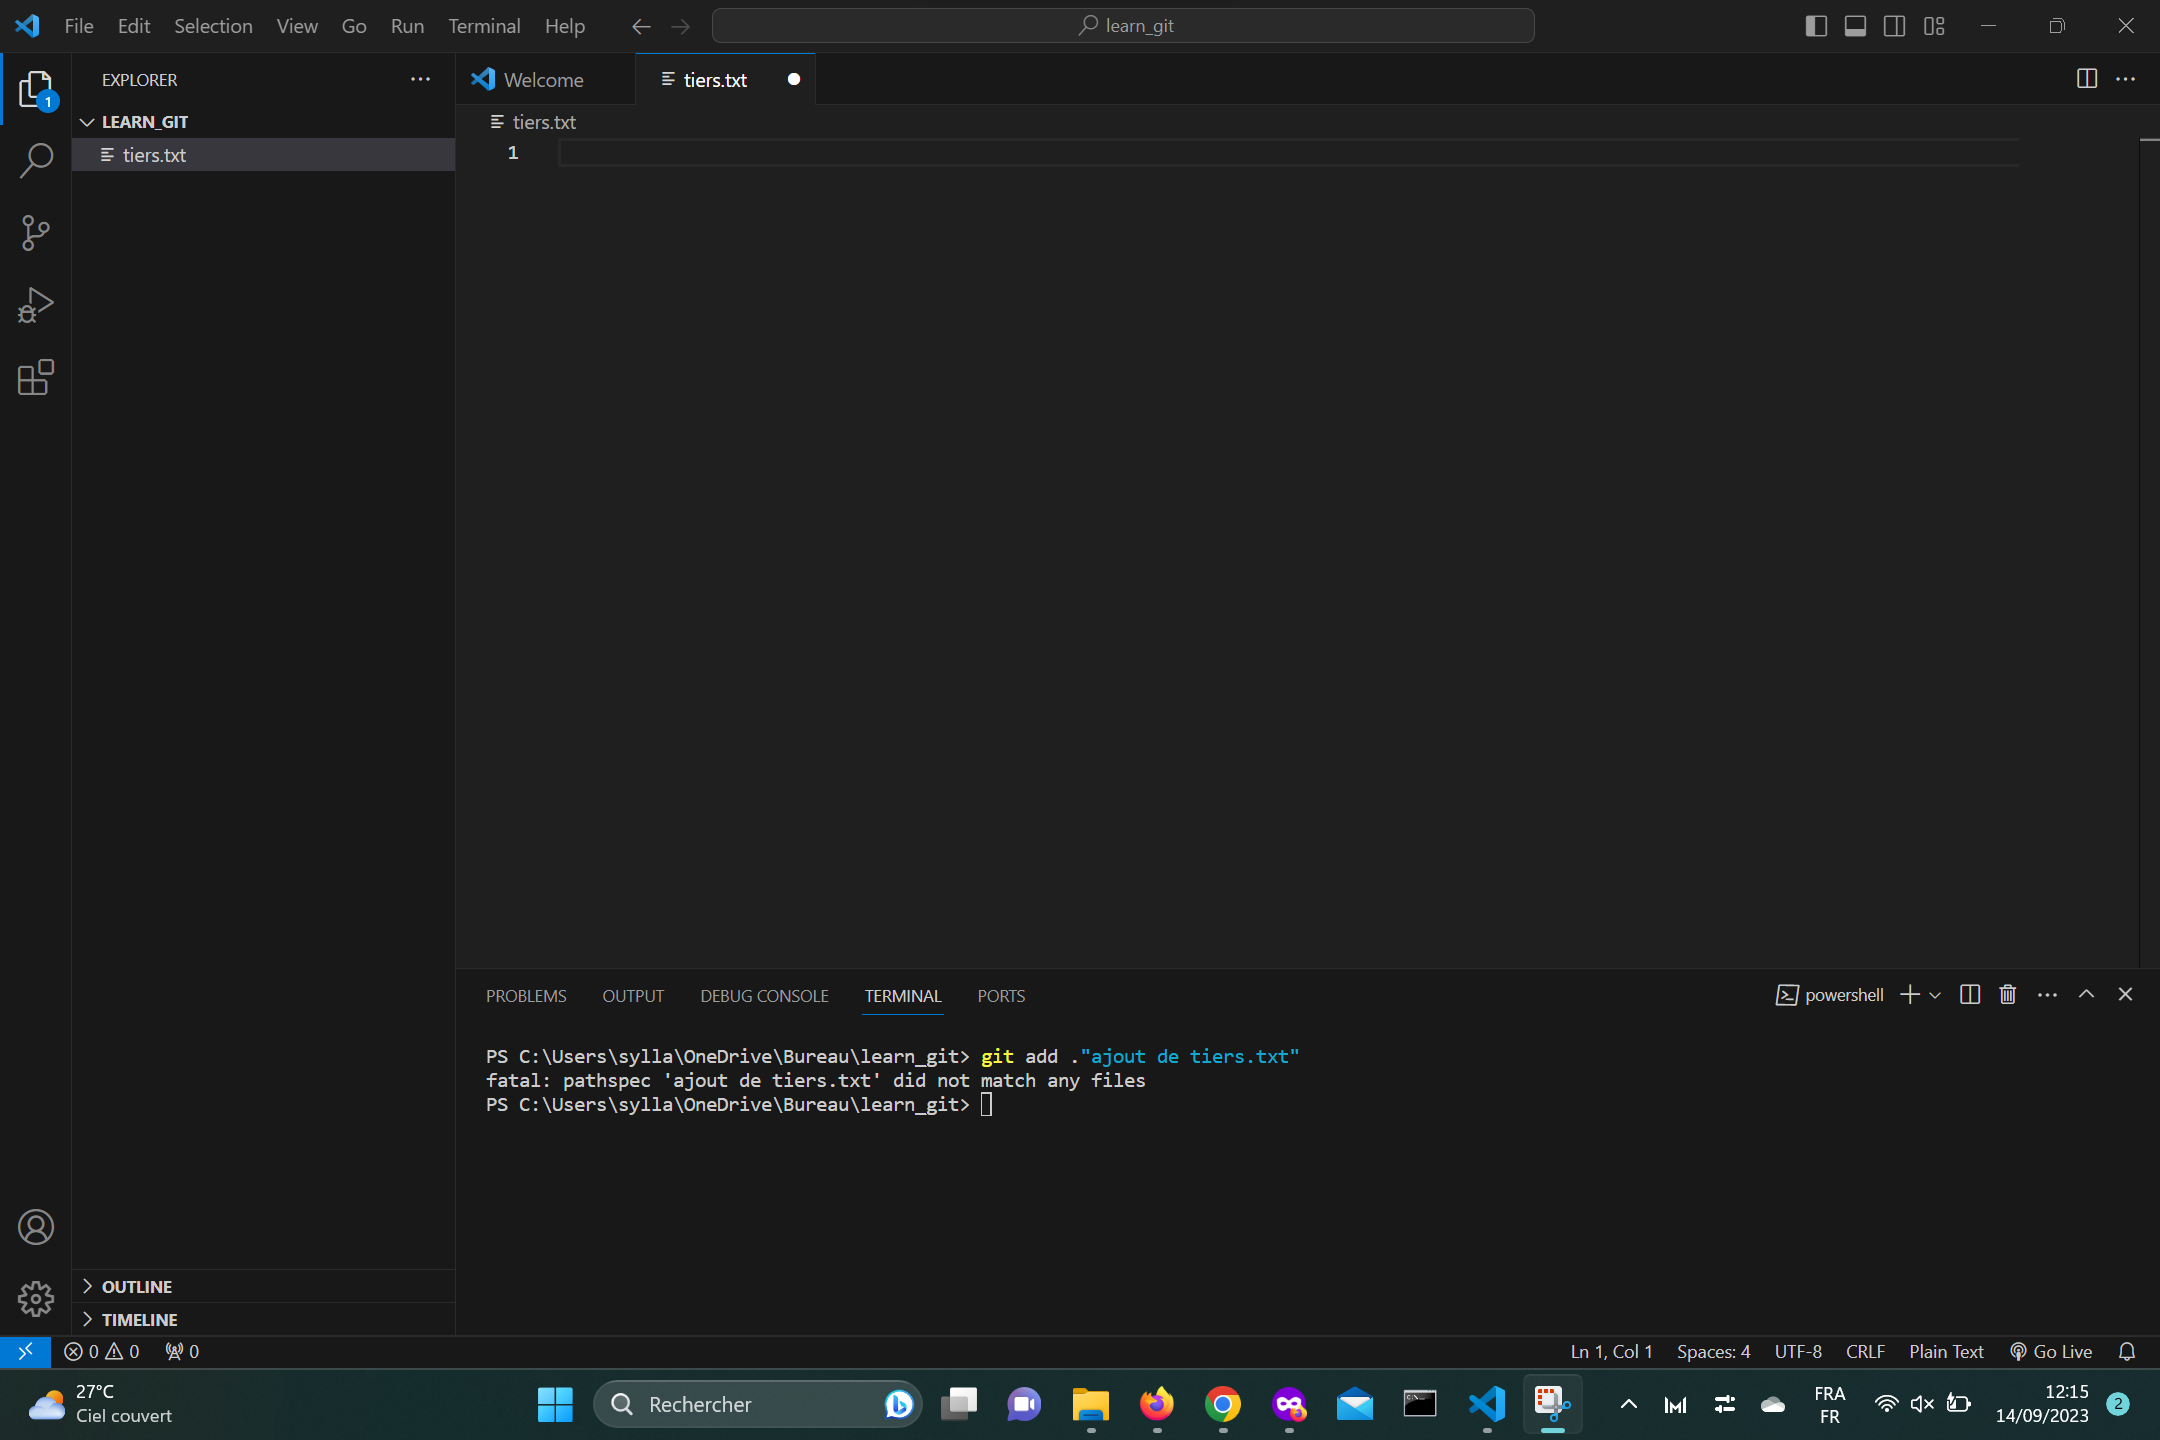 File Edit Selection View Go Run Terminal Help
learn_git
EXPLORER
1
LEARN_GIT
tiers.txt
Welcome
tiers.txt
tiers.txt
1
PROBLEMS OUTPUT DEBUG CONSOLE TERMINAL PORTS
powershell
PS C:\Users\sylla\OneDrive\Bureau\learn_git> git add ."ajout de tiers.txt"
fatal: pathspec 'ajout de tiers.txt' did not match any files
PS C:\Users\sylla\OneDrive\Bureau\learn_git>
OUTLINE
TIMELINE
0 0 0
Ln 1, Col 1 Spaces: 4 UTF-8 CRLF Plain Text Go Live
27°C
Ciel couvert
Rechercher
FRA
FR
12:15
14/09/2023
2